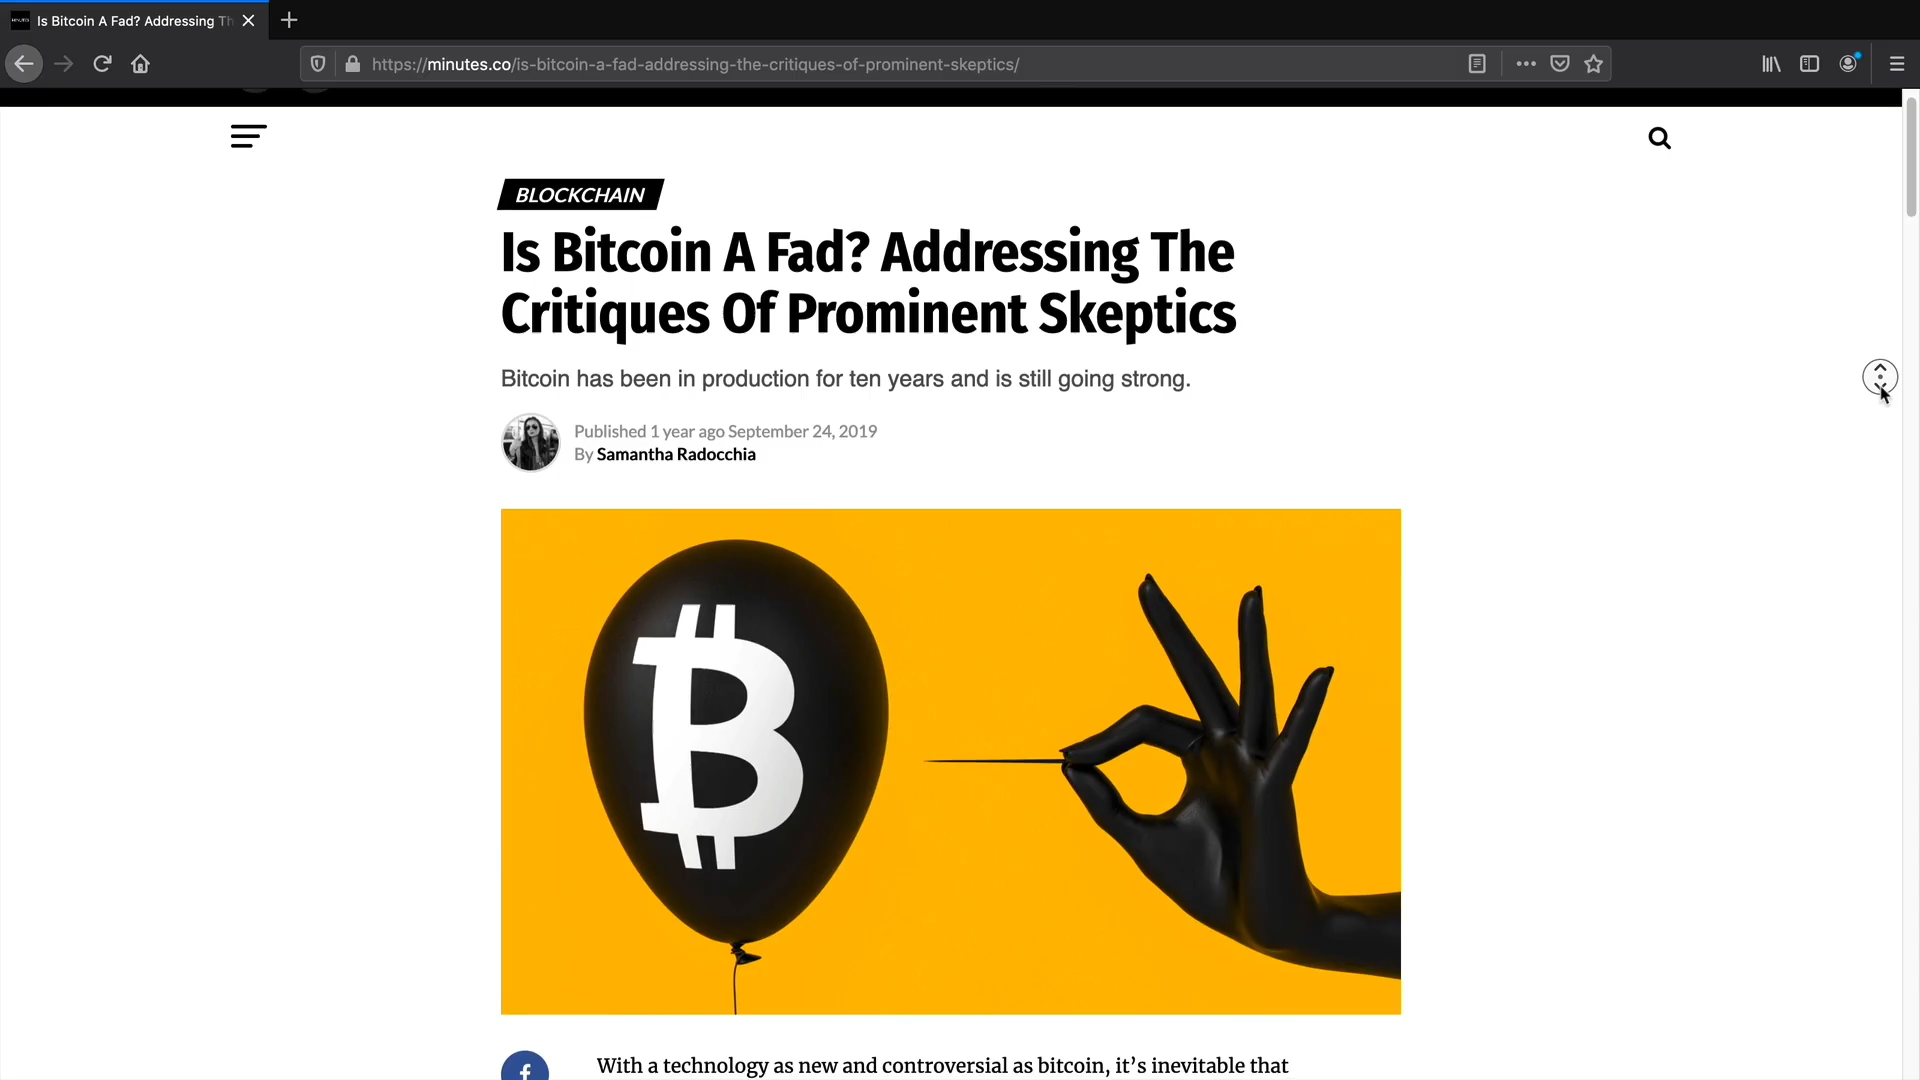 Is Bitcoin A Fad? Addressing Th
https://minutes.co/is-bitcoin-a-fad-addressing-the-critiques-of-prominent-skeptics/
BLOCKCHAIN
Is Bitcoin A Fad? Addressing The
Critiques Of Prominent Skeptics
Bitcoin has been in production for ten years and is still going strong.
Published 1 year ago September 24, 2019
By Samantha Radocchia
With a technology as new and controversial as bitcoin, it’s inevitable that